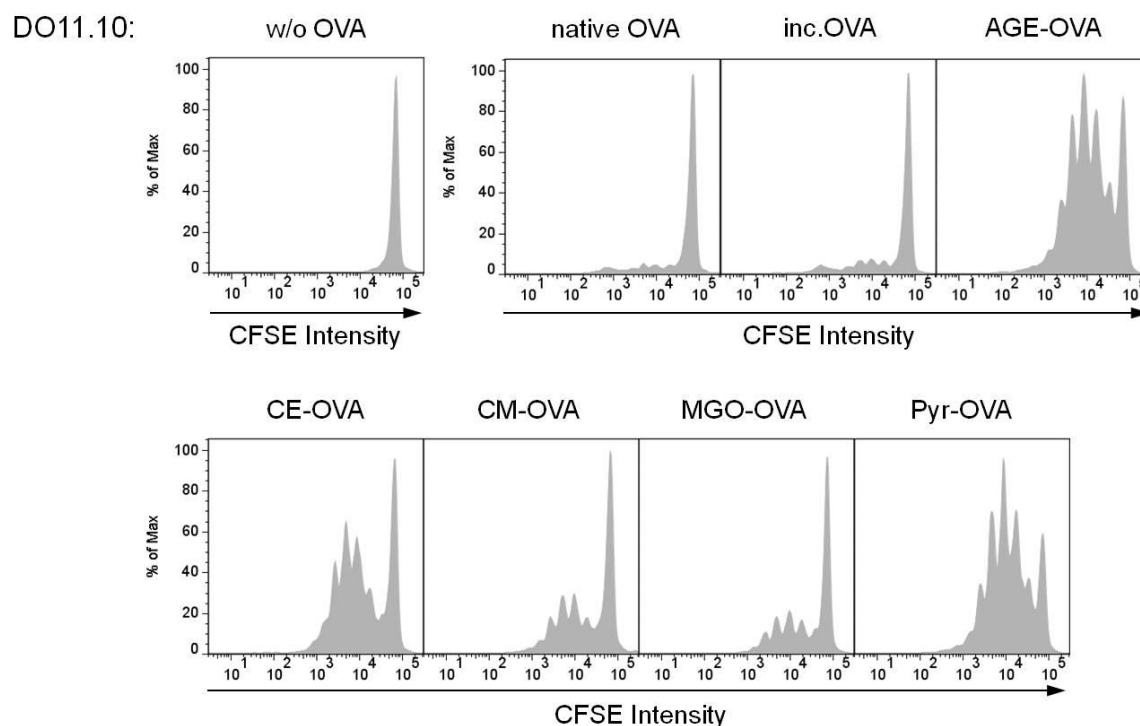 DO11.10: w/o OVA native OVA inc.OVA AGE-OVA
% of Max
100
80
60
40
20
0
10^1 10^2 10^3 10^4 10^5
CFSE Intensity
% of Max
100
80
60
40
20
0
10^1 10^2 10^3 10^4 10^5 10^1 10^2 10^3 10^4 10^5 10^1 10^2 10^3 10^4 10^5
CFSE Intensity
CE-OVA CM-OVA MGO-OVA Pyr-OVA
% of Max
100
80
60
40
20
0
10^1 10^2 10^3 10^4 10^5 10^1 10^2 10^3 10^4 10^5 10^1 10^2 10^3 10^4 10^5 10^1 10^2 10^3 10^4 10^5
CFSE Intensity